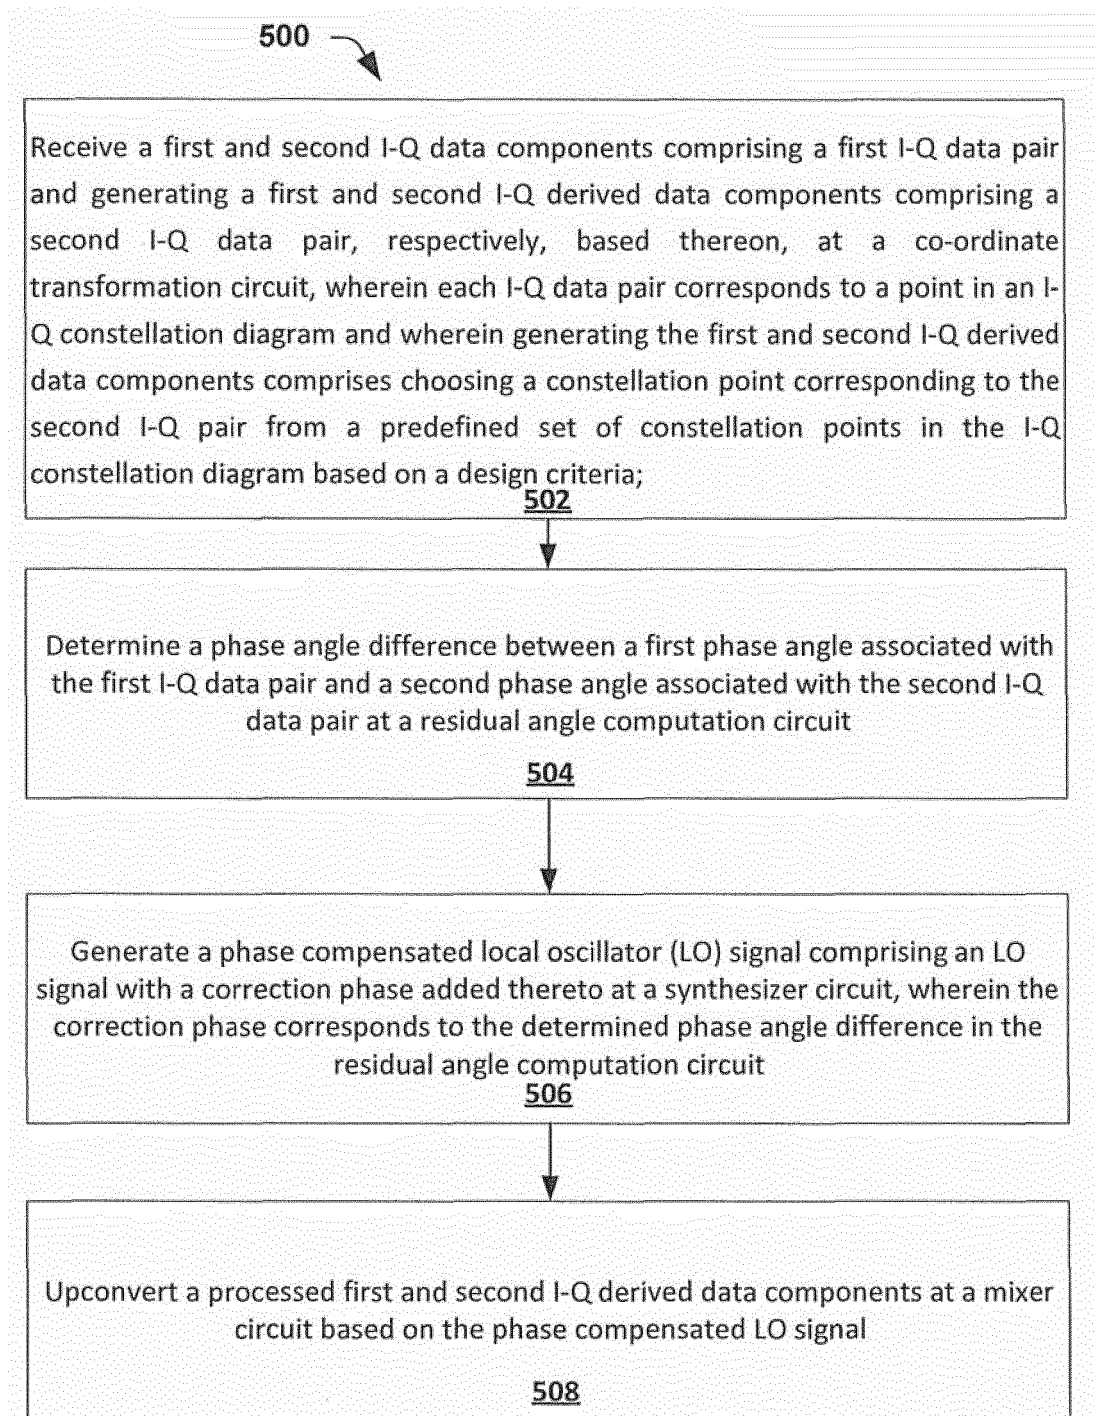 500
Receive a first and second I-Q data components comprising a first I-Q data pair
and generating a first and second I-Q derived data components comprising a
second I-Q data pair, respectively, based thereon, at a co-ordinate
transformation circuit, wherein each I-Q data pair corresponds to a point in an I-
Q constellation diagram and wherein generating the first and second I-Q derived
data components comprises choosing a constellation point corresponding to the
second I-Q pair from a predefined set of constellation points in the I-Q
constellation diagram based on a design criteria;
502
Determine a phase angle difference between a first phase angle associated with
the first I-Q data pair and a second phase angle associated with the second I-Q
data pair at a residual angle computation circuit
504
Generate a phase compensated local oscillator (LO) signal comprising an LO
signal with a correction phase added thereto at a synthesizer circuit, wherein the
correction phase corresponds to the determined phase angle difference in the
residual angle computation circuit
506
Upconvert a processed first and second I-Q derived data components at a mixer
circuit based on the phase compensated LO signal
508